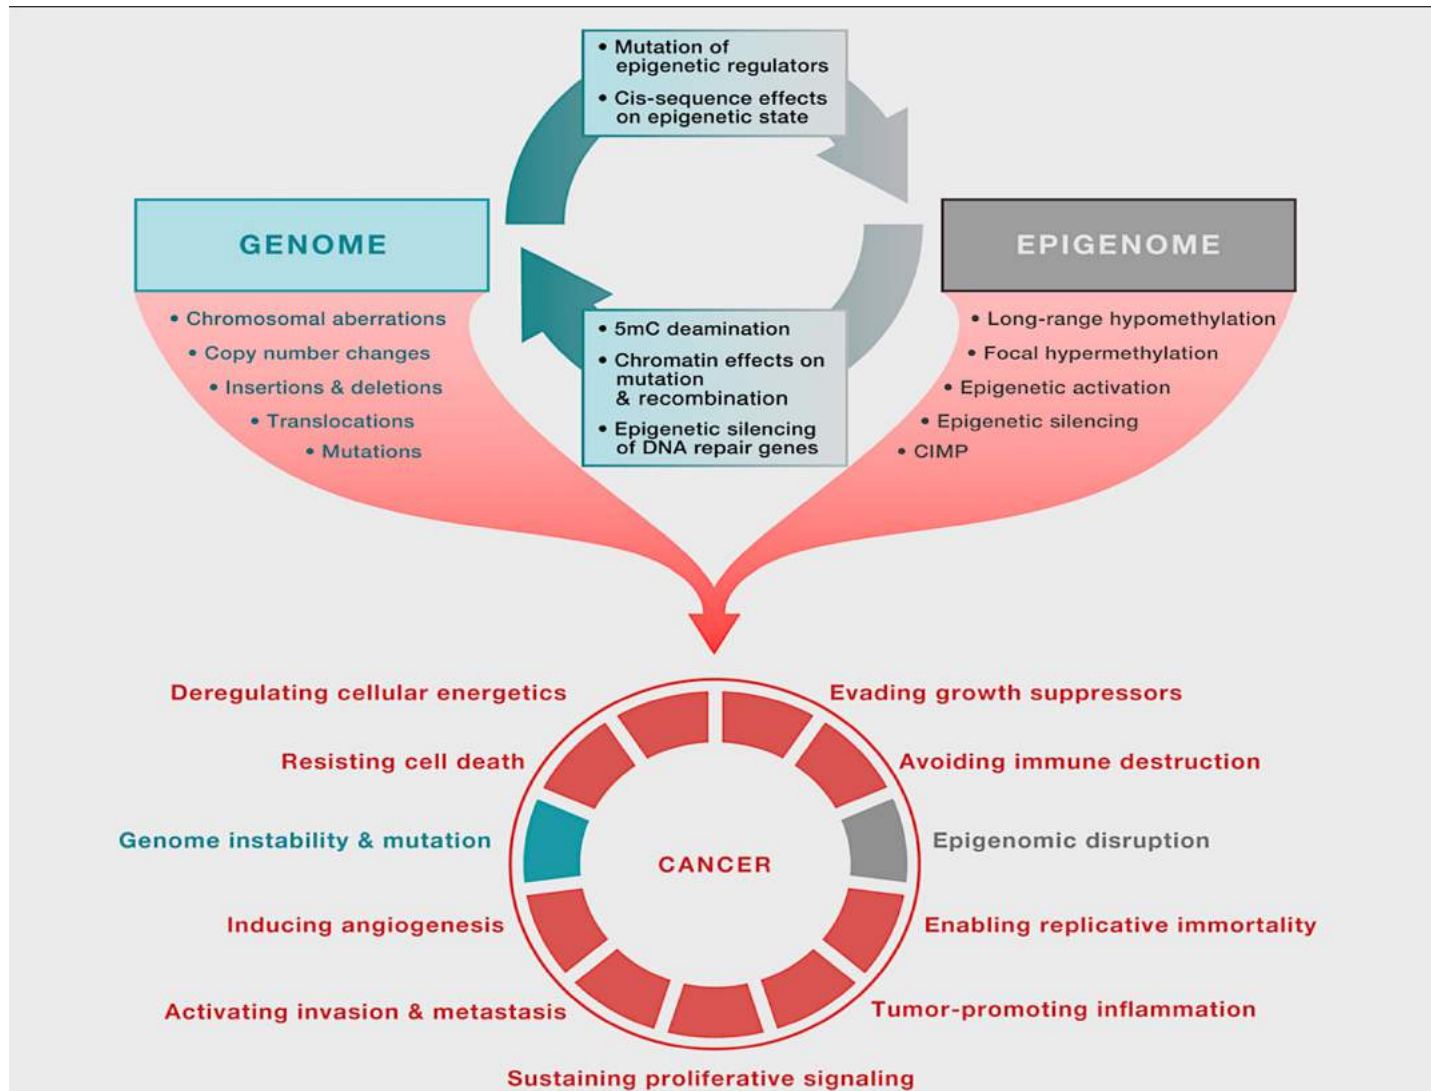 • Mutation of
epigenetic regulators
• Cis-sequence effects
on epigenetic state
GENOME
• Chromosomal aberrations
• Copy number changes
• Insertions & deletions
• Translocations
• Mutations
• 5mC deamination
• Chromatin effects on
mutation
& recombination
• Epigenetic silencing
of DNA repair genes
EPIGENOME
• Long-range hypomethylation
• Focal hypermethylation
• Epigenetic activation
• Epigenetic silencing
• CIMP
Deregulating cellular energetics
Evading growth suppressors
Resisting cell death
Avoiding immune destruction
Genome instability & mutation
CANCER
Epigenomic disruption
Inducing angiogenesis
Enabling replicative immortality
Activating invasion & metastasis
Tumor-promoting inflammation
Sustaining proliferative signaling